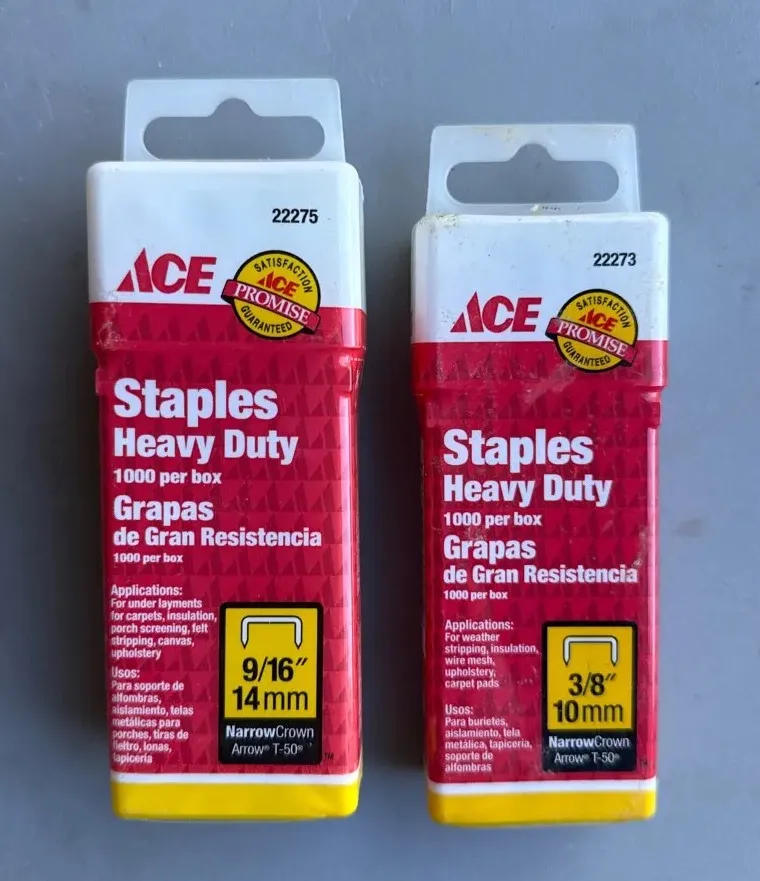 22275
ACE
SATISFACTION
ACE
PROMISE
GUARANTEED
Staples
Heavy Duty
1000 per box
Grapas
de Gran Resistencia
1000 per box
Applications:
For under layments
for carpets, insulation,
porch screening, felt
stripping, canvas,
upholstery
Usos:
Para soporte de
alfombras,
aislamiento, telas
metálicas para
porches, tiras de
fieltro, lonas,
tapicería
9/16"
14mm
NarrowCrown
Arrow® T-50®
™
22273
ACE
SATISFACTION
ACE
PROMISE
GUARANTEED
Staples
Heavy Duty
1000 per box
Grapas
de Gran Resistencia
1000 per box
Applications:
For weather
stripping, insulation,
wire mesh,
upholstery,
carpet pads
Usos:
Para burietes,
aislamiento, tela
metálica, tapicería,
soporte de
alfombras
3/8"
10mm
NarrowCrown
Arrow® T-50®